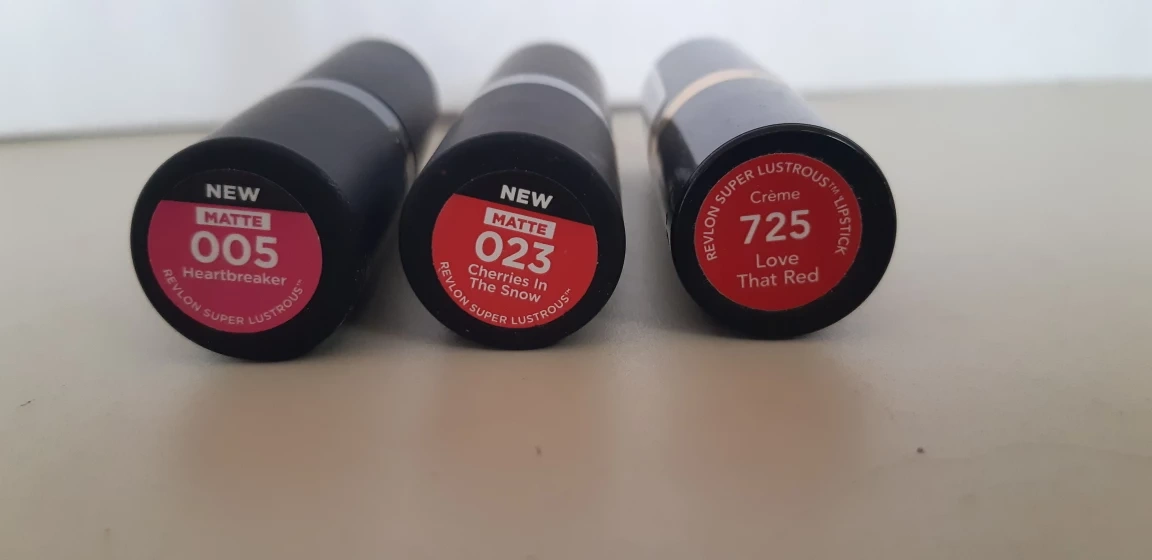 NEW
MATTE
005
Heartbreaker
REVLON SUPER LUSTROUS™
NEW
MATTE
023
Cherries In
The Snow
REVLON SUPER LUSTROUS™
REVLON SUPER LUSTROUS™ LIPSTICK
Crème
725
Love
That Red